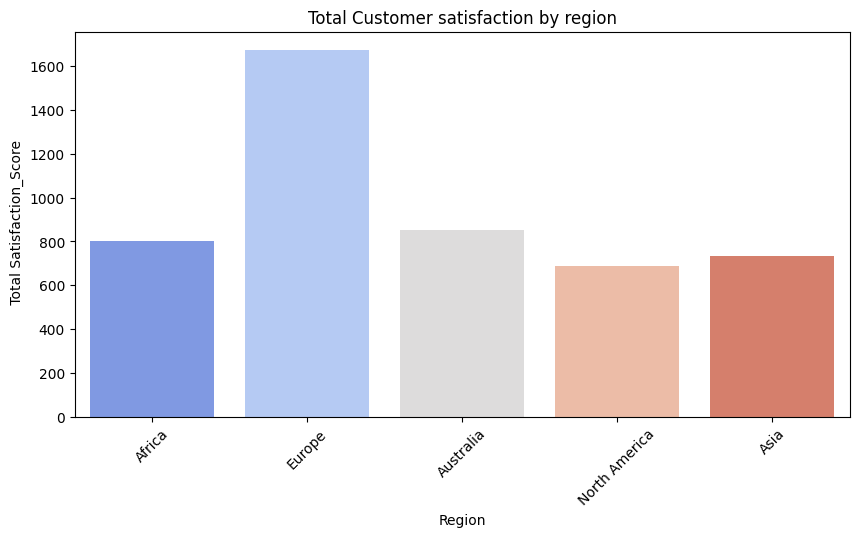 Total Customer satisfaction by region
Total Satisfaction_Score
1600
1400
1200
1000
800
600
400
200
0
Africa
Europe
Australia
North America
Asia
Region